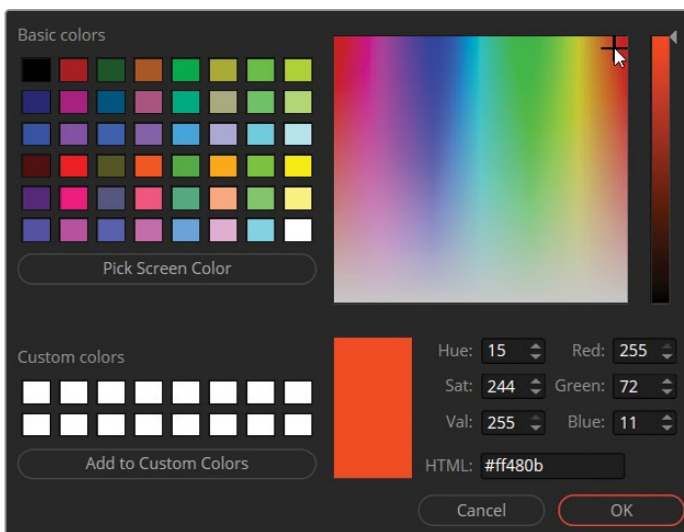 Basic colors
Pick Screen Color
Custom colors
Add to Custom Colors
Hue: 15 Red: 255
Sat: 244 Green: 72
Val: 255 Blue: 11
HTML: #ff480b
Cancel OK